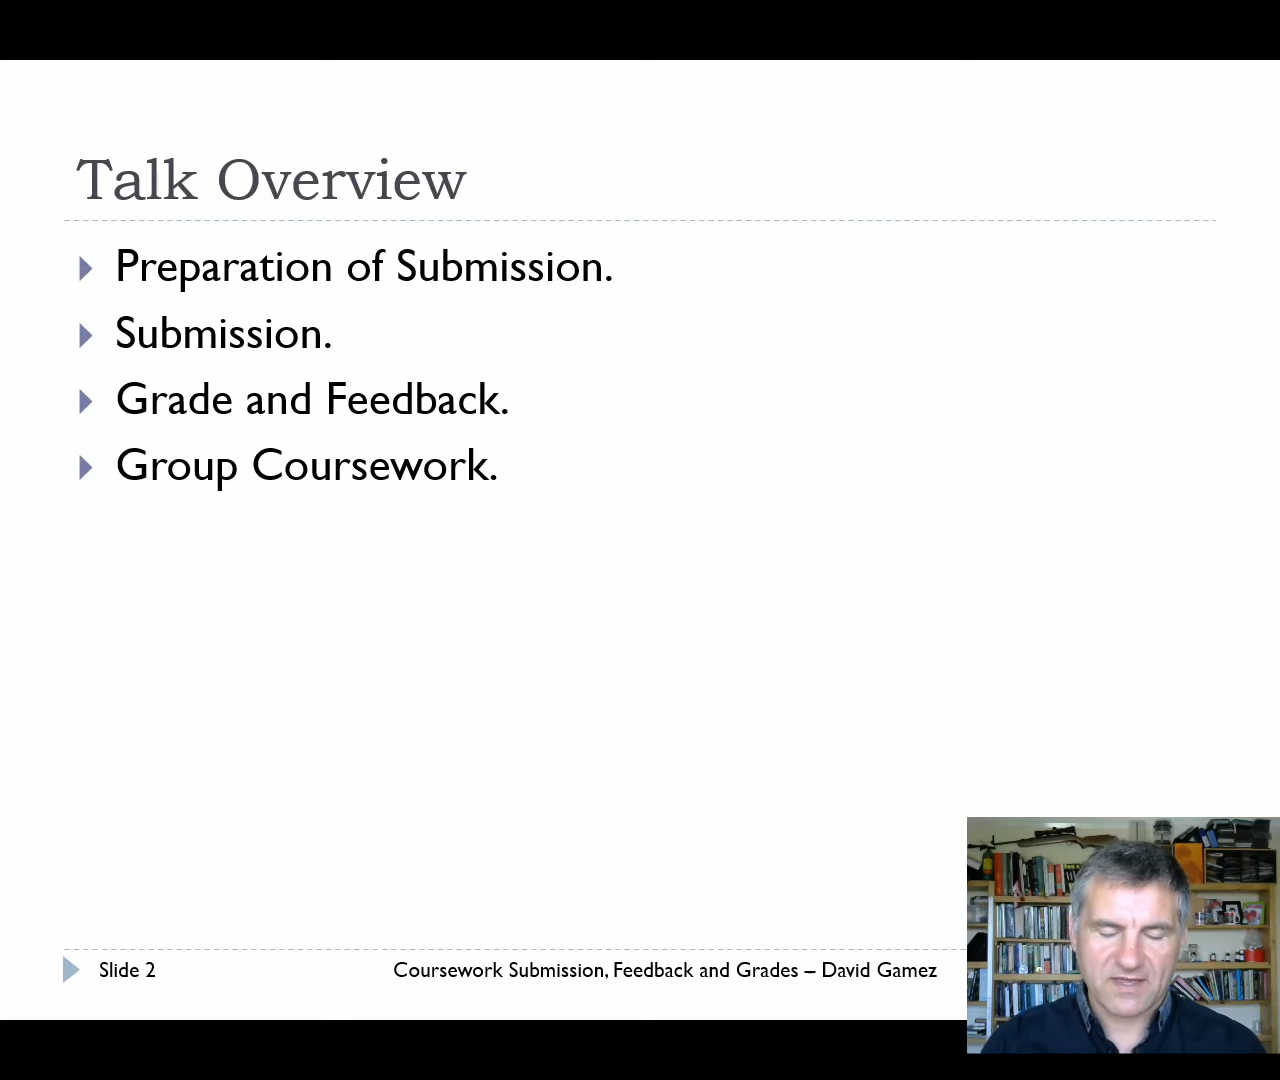 Talk Overview
Preparation of Submission.
Submission.
Grade and Feedback.
Group Coursework.
Slide 2
Coursework Submission, Feedback and Grades – David Gamez